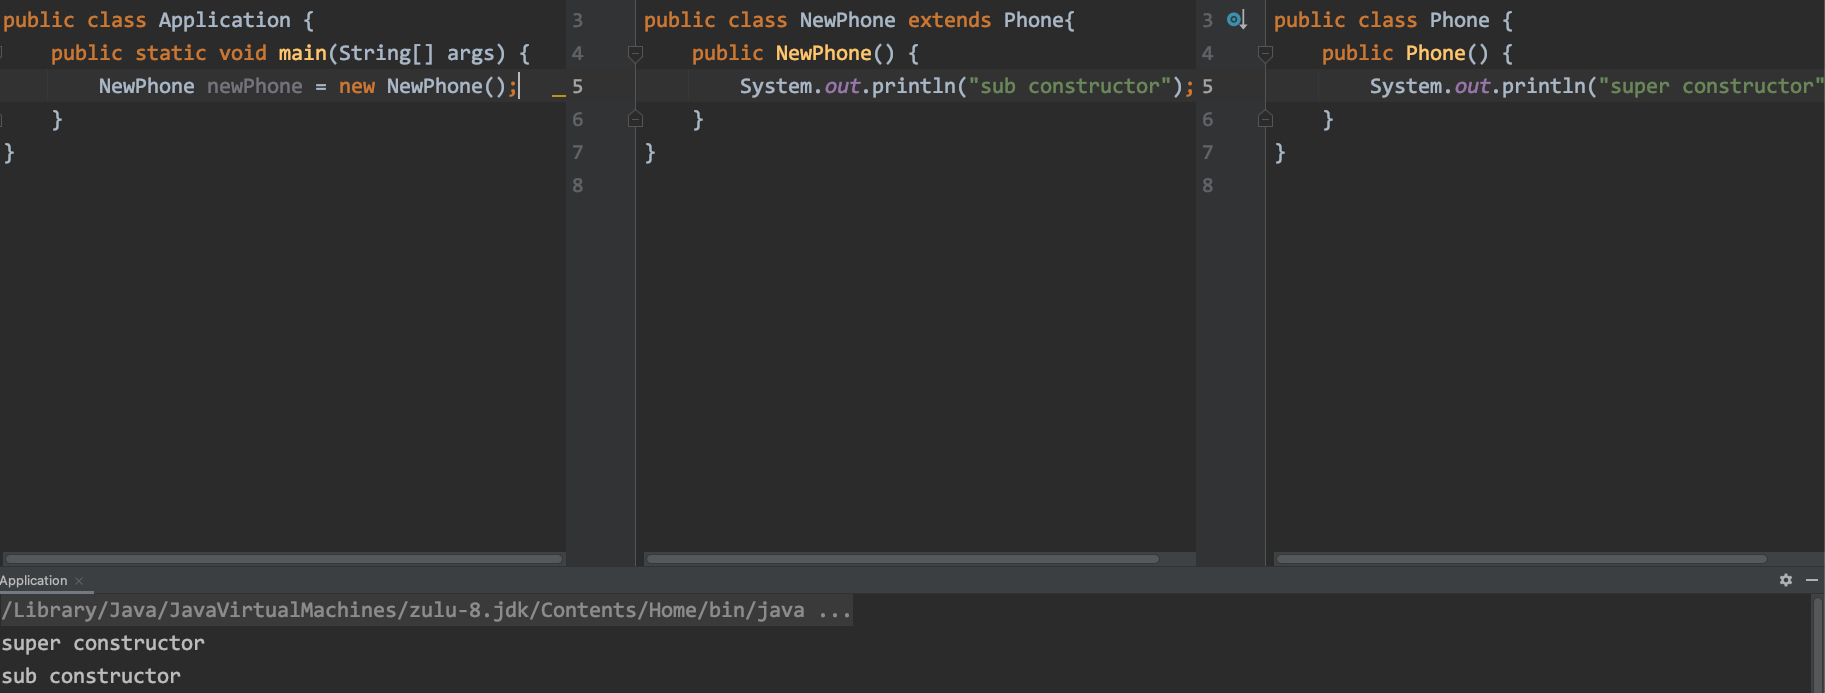 public class Application {
public static void main(String[] args) {
NewPhone newPhone = new NewPhone();
}
}
3 public class NewPhone extends Phone{
4 public NewPhone() {
5 System.out.println("sub constructor");
6 }
7 }
8
3 public class Phone {
4 public Phone() {
5 System.out.println("super constructor"
6 }
7 }
8
Application
/Library/Java/JavaVirtualMachines/zulu-8.jdk/Contents/Home/bin/java ...
super constructor
sub constructor